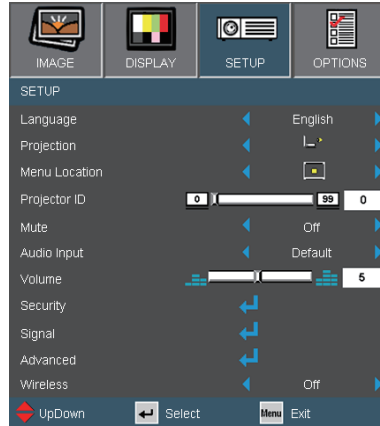 IMAGE DISPLAY SETUP OPTIONS
SETUP
Language English
Projection
Menu Location
Projector ID 0 99 0
Mute Off
Audio Input Default
Volume 5
Security
Signal
Advanced
Wireless Off
UpDown Select Menu Exit